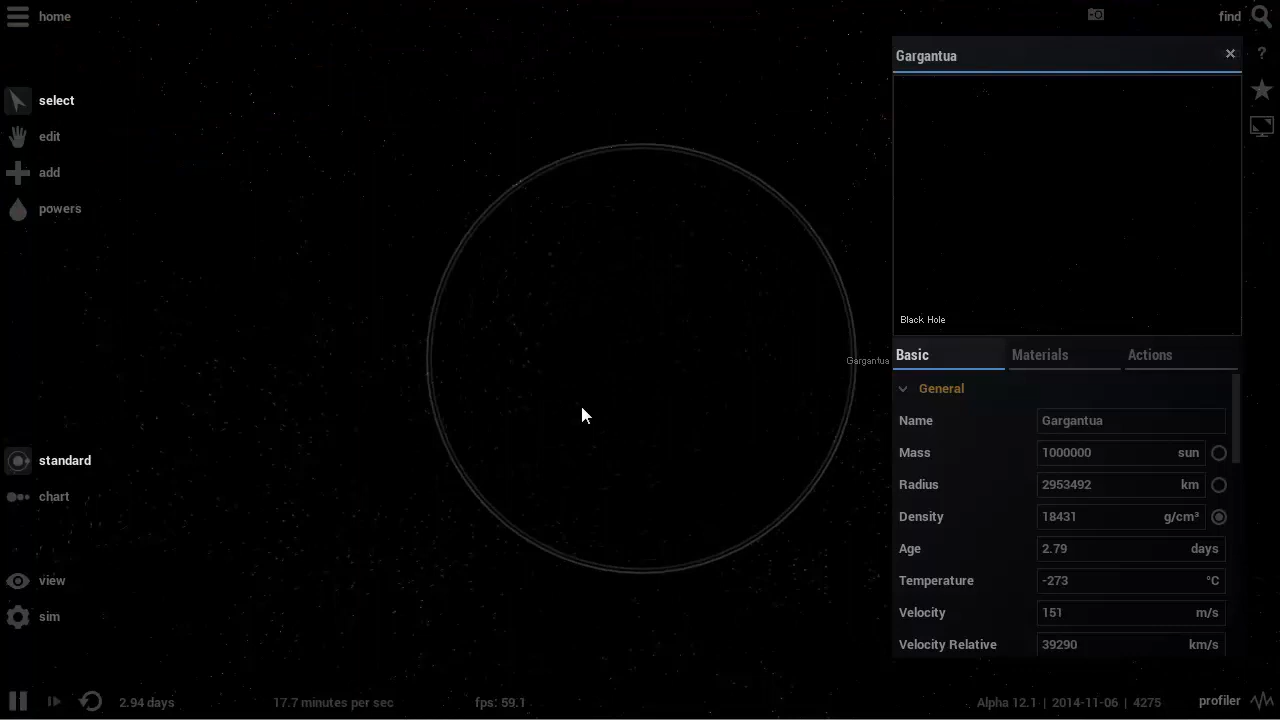 home
find
Gargantua
select
edit
add
powers
Black Hole
Gargantua
Basic Materials Actions
General
Name Gargantua
Mass 1000000 sun
standard
Radius 2953492 km
chart
Density 18431 g/cm³
Age 2.79 days
view
Temperature -273 °C
sim
Velocity 151 m/s
Velocity Relative 39290 km/s
2.94 days 17.7 minutes per sec fps: 59.1 Alpha 12.1 | 2014-11-06 | 4275 profiler